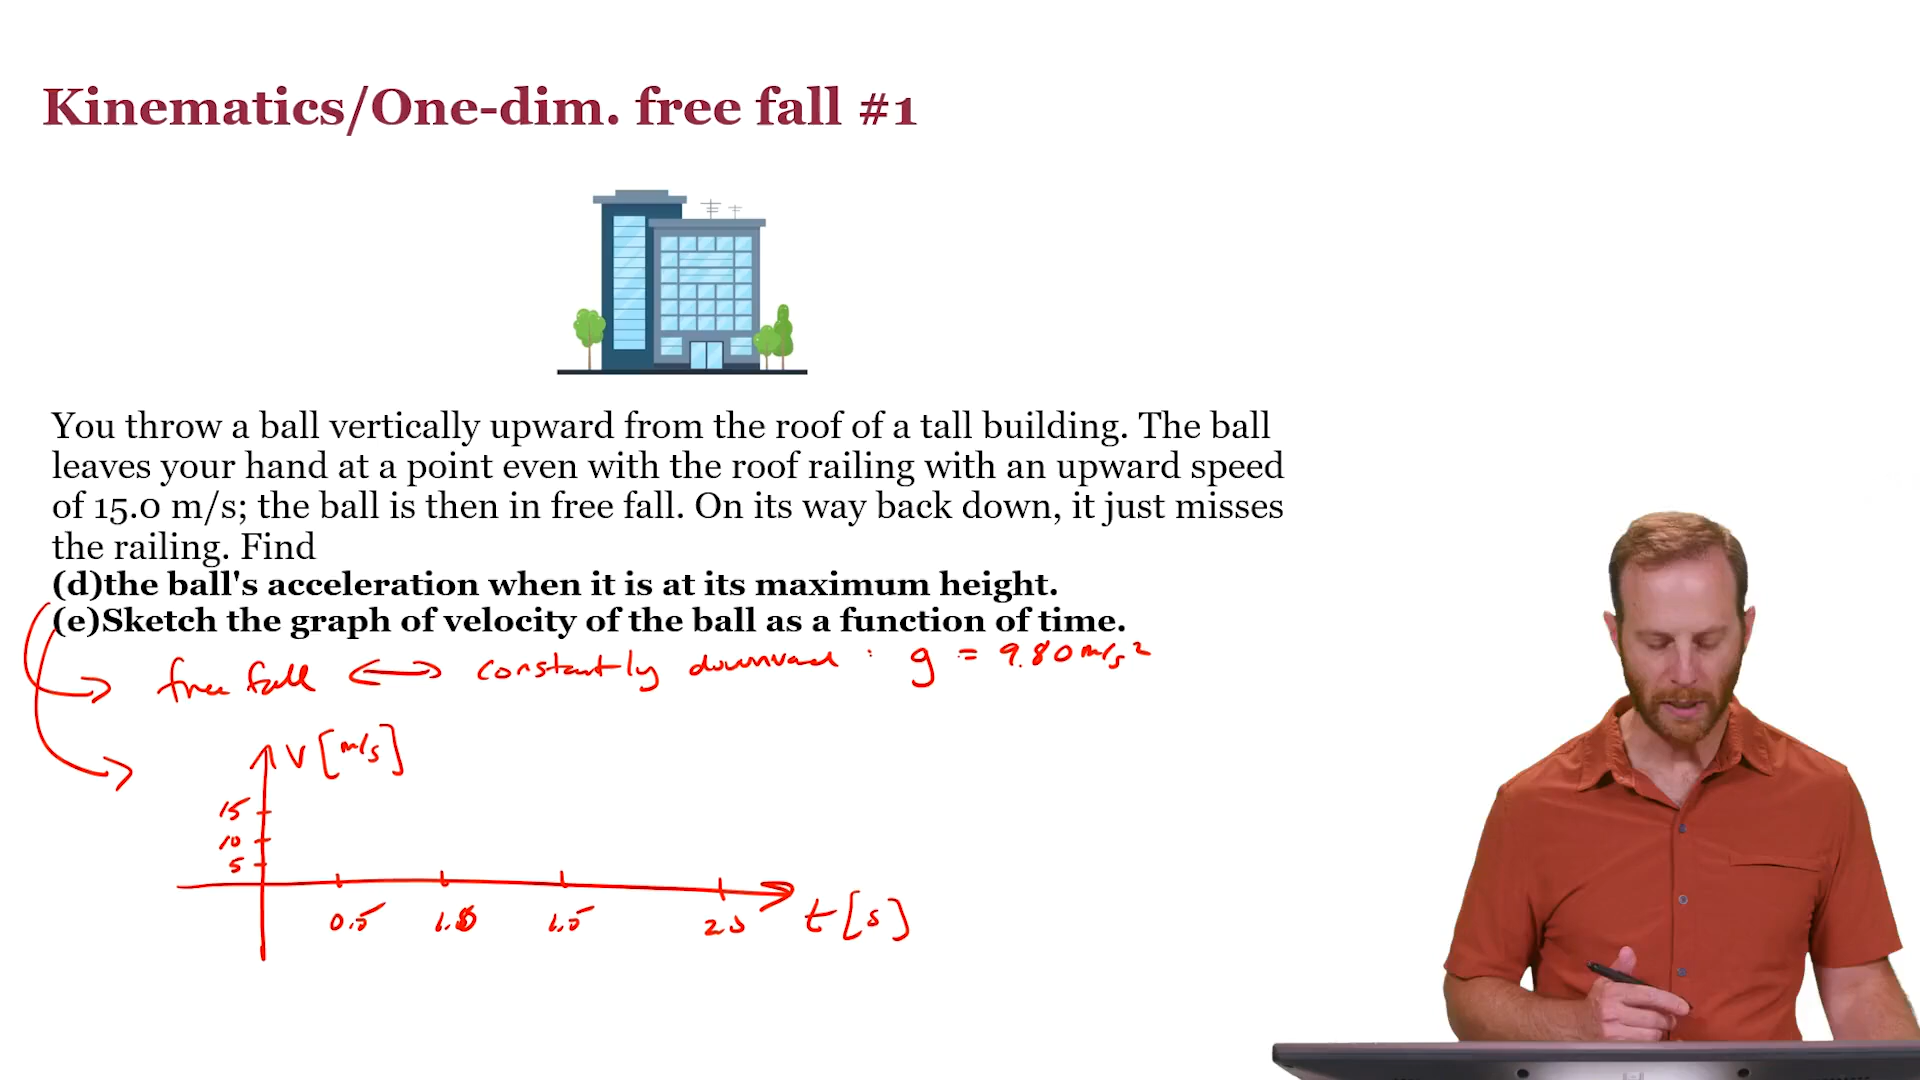 Kinematics/One-dim. free fall #1
You throw a ball vertically upward from the roof of a tall building. The ball
leaves your hand at a point even with the roof railing with an upward speed
of 15.0 m/s; the ball is then in free fall. On its way back down, it just misses
the railing. Find
(d)the ball's acceleration when it is at its maximum height.
(e)Sketch the graph of velocity of the ball as a function of time.
free fall ⟷ constantly downward : g = 9.80 m/s²
v [m/s]
15
10
5
0.5 1.0 1.5 2.0 t [s]